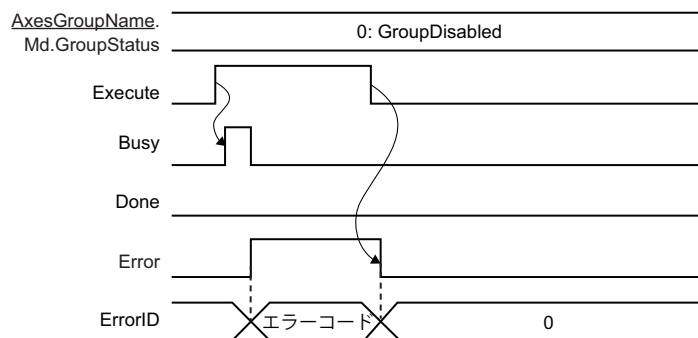 AxesGroupName.
Md.GroupStatus
0: GroupDisabled
Execute
Busy
Done
Error
ErrorID
エラーコード
0